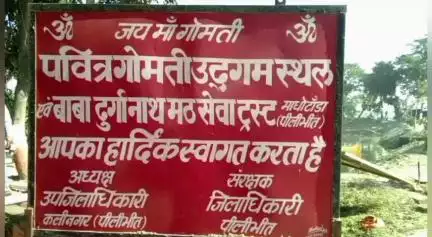 ॐ जय माँ गोमती ॐ
पवित्र गोमती उद्गम स्थल
एवं बाबा दुर्गानाथ मठ सेवा ट्रस्ट माधोटाँडा (पीलीभीत)
आपका हार्दिक स्वागत करता है
अध्यक्ष संरक्षक
उपजिलाधिकारी जिलाधिकारी
कलीनगर (पीलीभीत) पीलीभीत